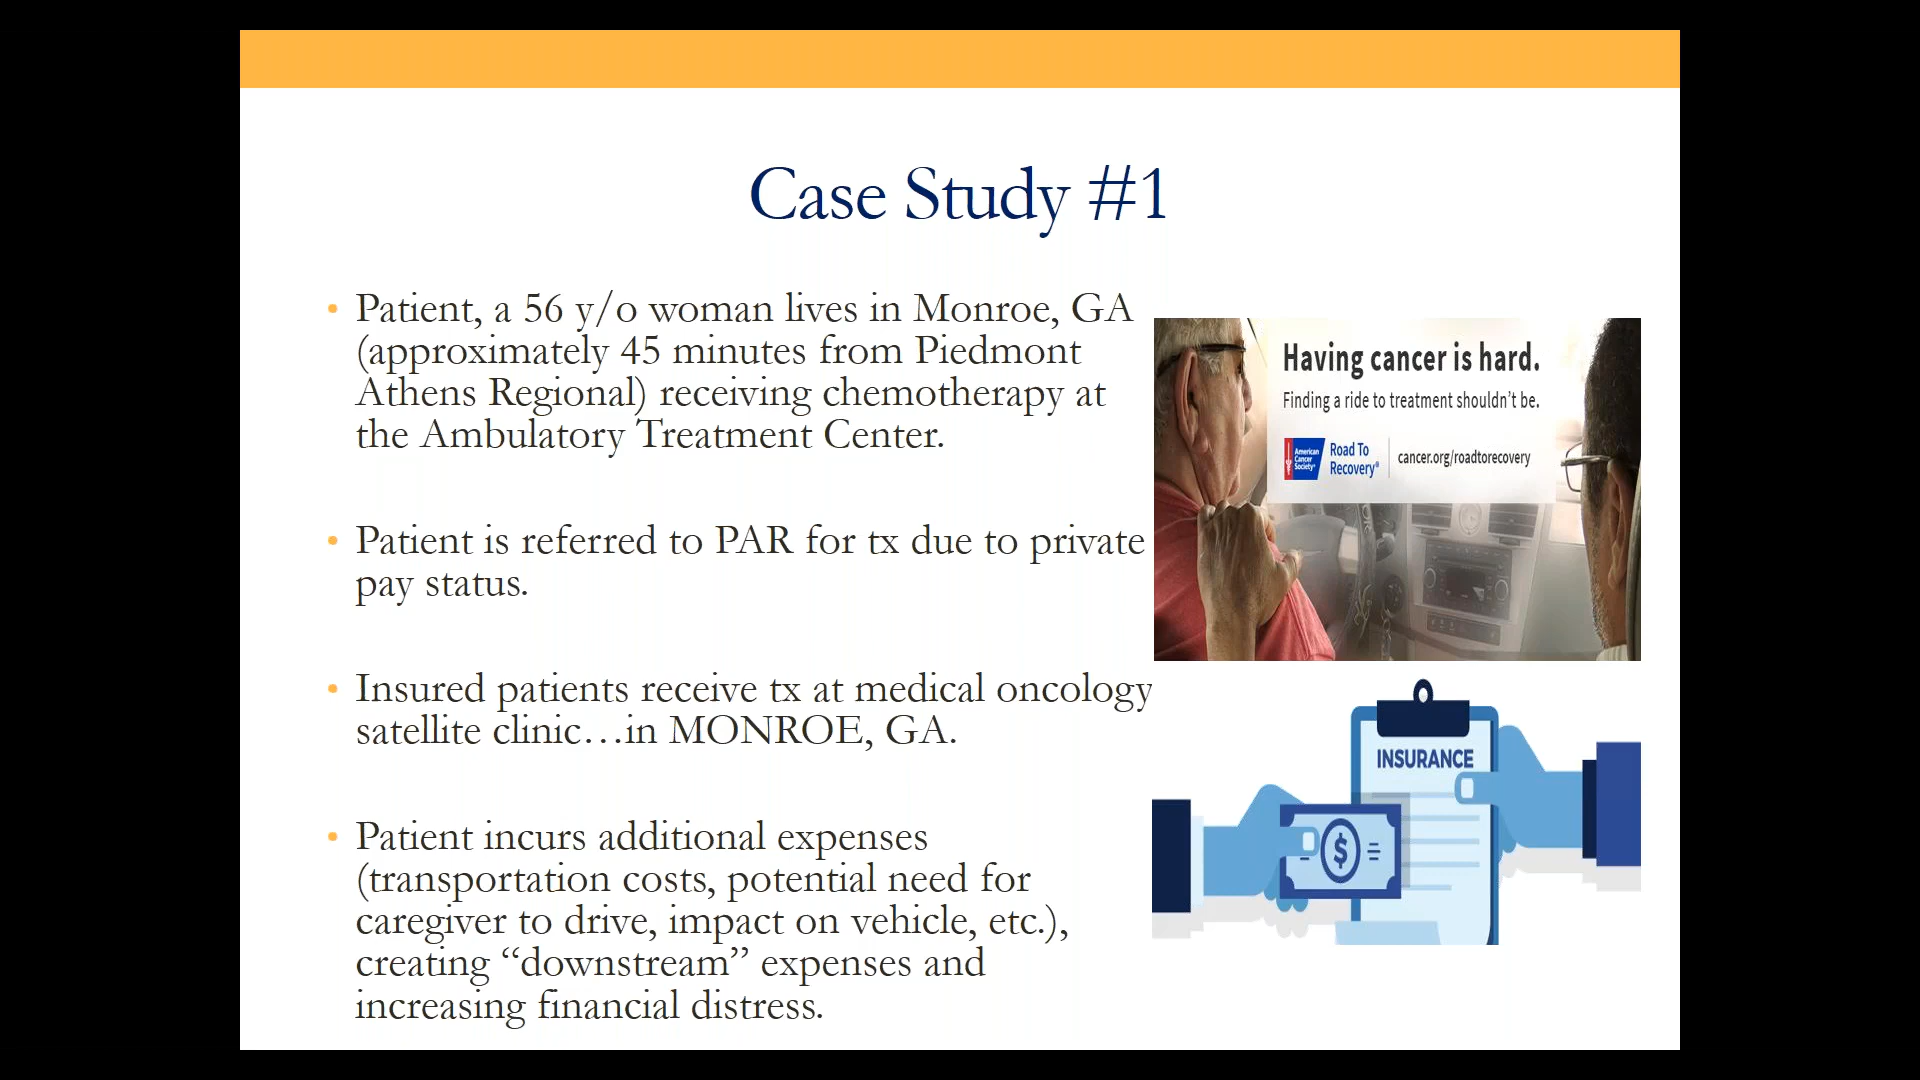 Case Study #1
• Patient, a 56 y/o woman lives in Monroe, GA
(approximately 45 minutes from Piedmont
Athens Regional) receiving chemotherapy at
the Ambulatory Treatment Center.
• Patient is referred to PAR for tx due to private
pay status.
• Insured patients receive tx at medical oncology
satellite clinic…in MONROE, GA.
• Patient incurs additional expenses
(transportation costs, potential need for
caregiver to drive, impact on vehicle, etc.),
creating “downstream” expenses and
increasing financial distress.
Having cancer is hard.
Finding a ride to treatment shouldn't be.
American
Cancer
Society®
Road To
Recovery®
cancer.org/roadtorecovery
INSURANCE
$